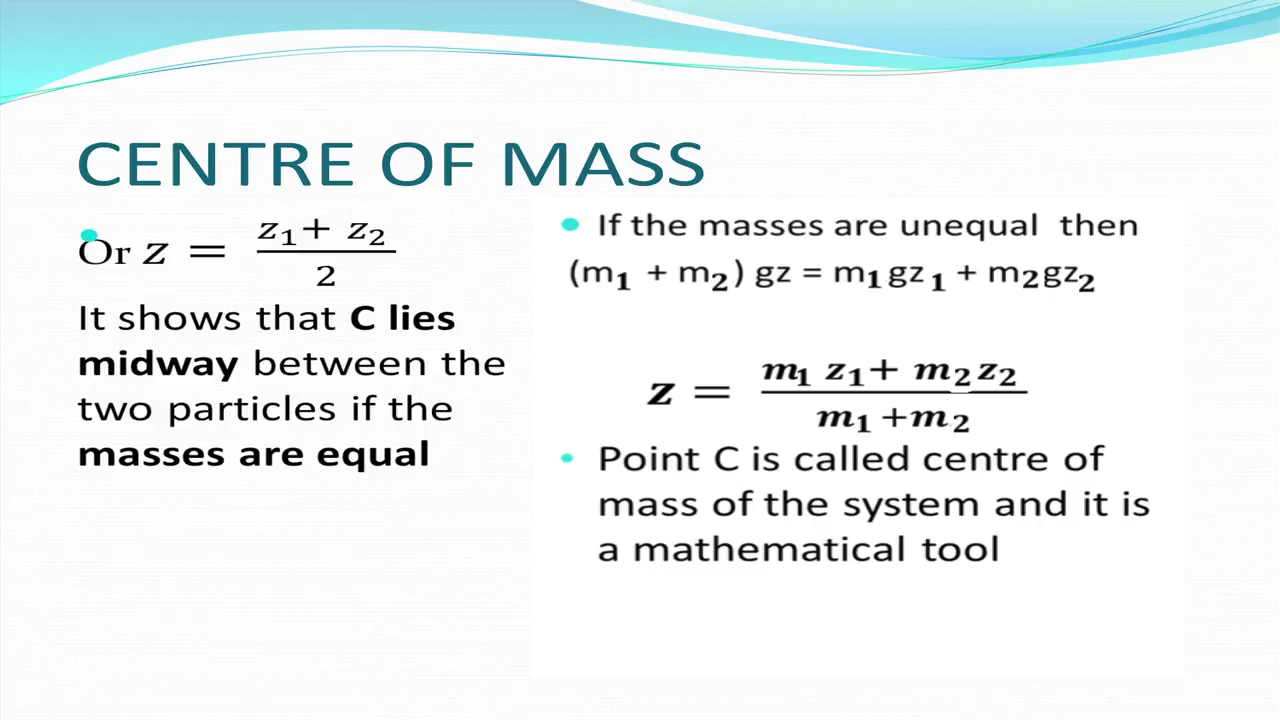 CENTRE OF MASS
• Or z = (z₁+ z₂)/2
It shows that C lies
midway between the
two particles if the
masses are equal
• If the masses are unequal then
(m₁ + m₂) gz = m₁gz₁ + m₂gz₂
z = (m₁ z₁+ m₂z₂)/(m₁+m₂)
• Point C is called centre of
mass of the system and it is
a mathematical tool